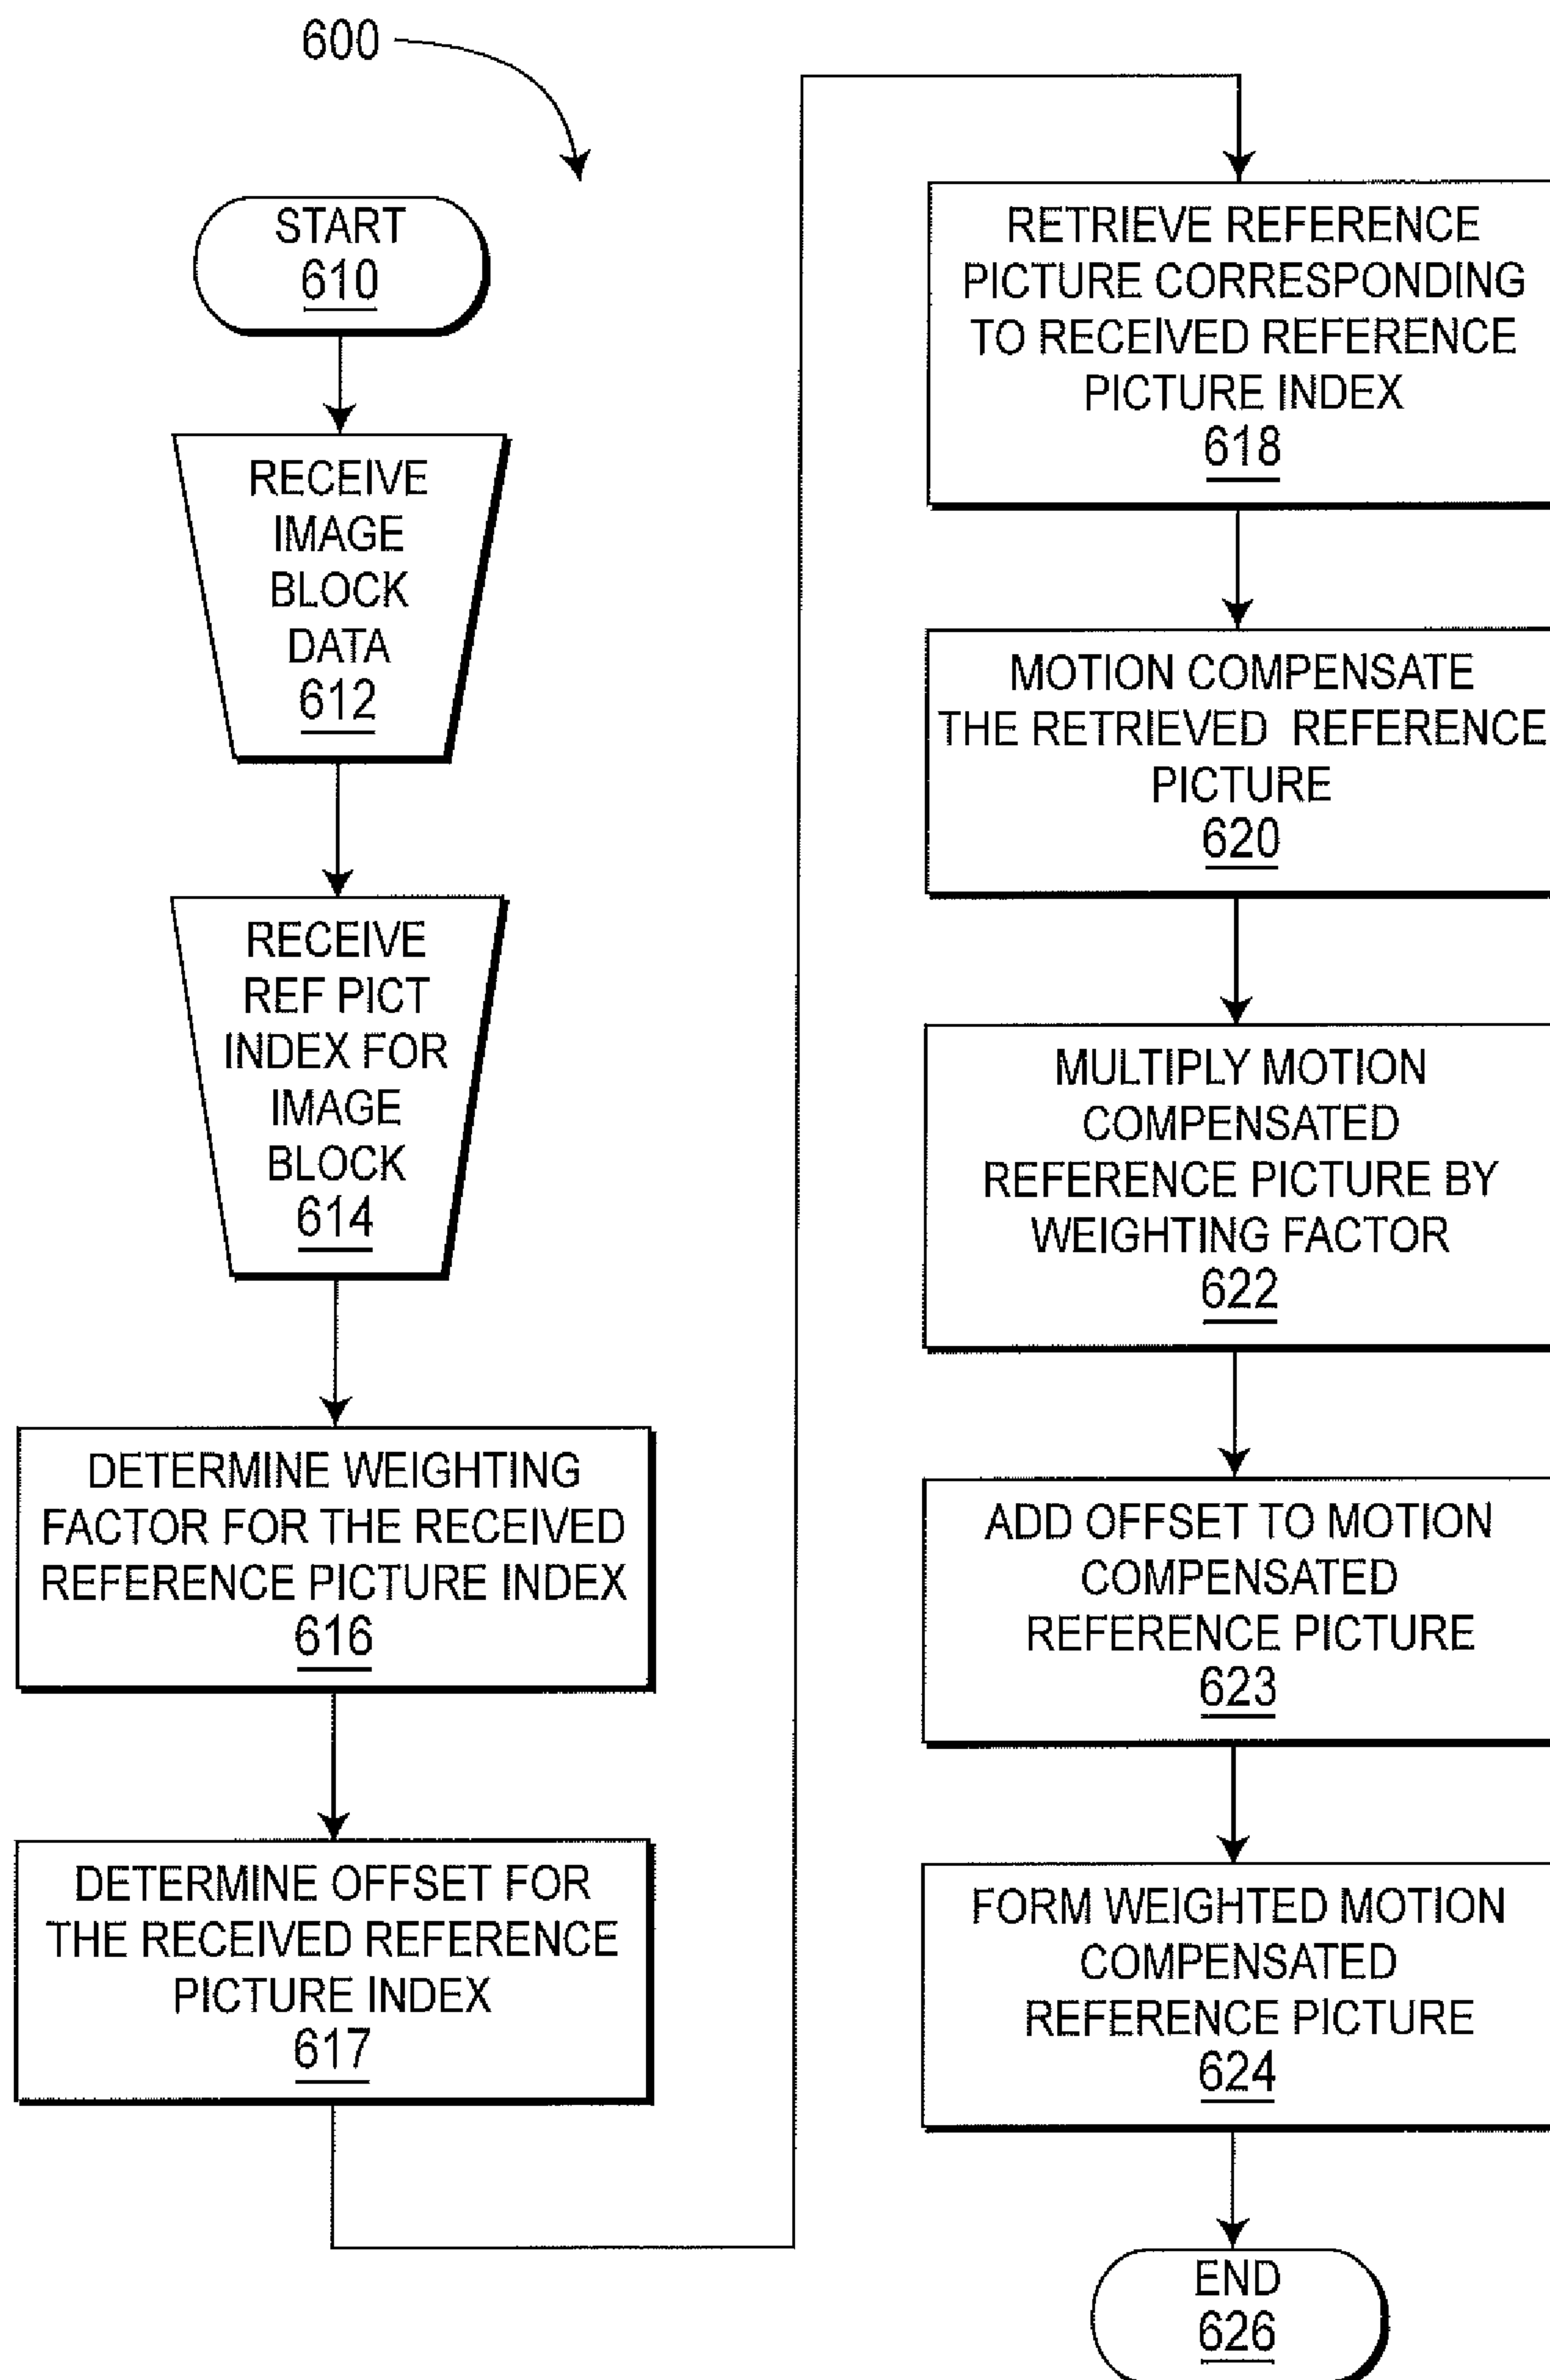 600
START
610
RECEIVE
IMAGE
BLOCK
DATA
612
RECEIVE
REF PICT
INDEX FOR
IMAGE
BLOCK
614
DETERMINE WEIGHTING
FACTOR FOR THE RECEIVED
REFERENCE PICTURE INDEX
616
DETERMINE OFFSET FOR
THE RECEIVED REFERENCE
PICTURE INDEX
617
RETRIEVE REFERENCE
PICTURE CORRESPONDING
TO RECEIVED REFERENCE
PICTURE INDEX
618
MOTION COMPENSATE
THE RETRIEVED REFERENCE
PICTURE
620
MULTIPLY MOTION
COMPENSATED
REFERENCE PICTURE BY
WEIGHTING FACTOR
622
ADD OFFSET TO MOTION
COMPENSATED
REFERENCE PICTURE
623
FORM WEIGHTED MOTION
COMPENSATED
REFERENCE PICTURE
624
END
626